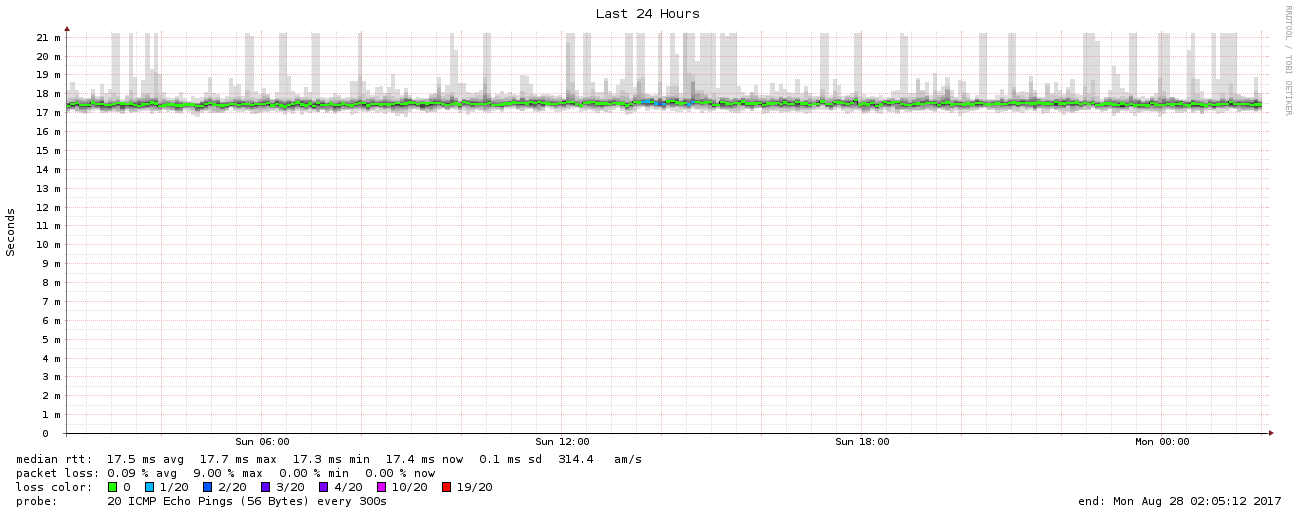 Last 24 Hours
RRDTOOL / TOBI OETIKER
Seconds
21 m
20 m
19 m
18 m
17 m
16 m
15 m
14 m
13 m
12 m
11 m
10 m
9 m
8 m
7 m
6 m
5 m
4 m
3 m
2 m
1 m
0
Sun 06:00 Sun 12:00 Sun 18:00 Mon 00:00
median rtt: 17.5 ms avg 17.7 ms max 17.3 ms min 17.4 ms now 0.1 ms sd 314.4 am/s
packet loss: 0.09 % avg 9.00 % max 0.00 % min 0.00 % now
loss color: 0 1/20 2/20 3/20 4/20 10/20 19/20
probe: 20 ICMP Echo Pings (56 Bytes) every 300s end: Mon Aug 28 02:05:12 2017